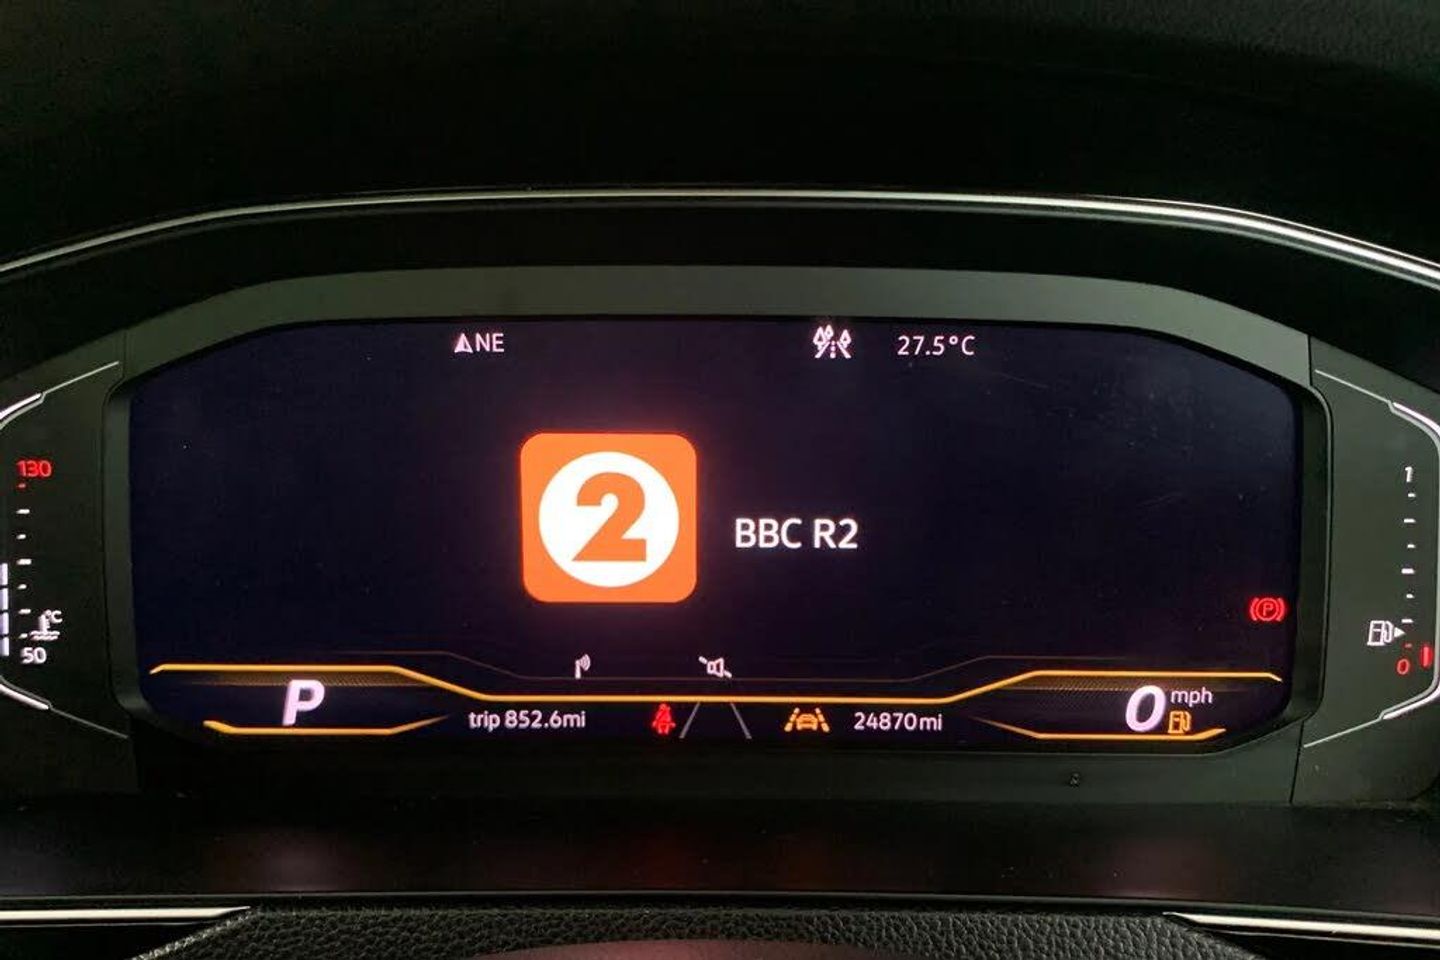 NE
27.5°C
130
2
BBC R2
1
°C
50
P
0
P
0 mph
trip 852.6mi
24870mi